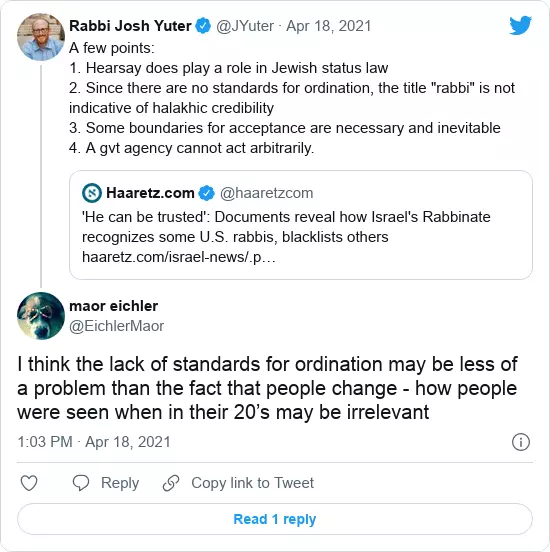 Rabbi Josh Yuter @JYuter · Apr 18, 2021
A few points:
1. Hearsay does play a role in Jewish status law
2. Since there are no standards for ordination, the title "rabbi" is not
indicative of halakhic credibility
3. Some boundaries for acceptance are necessary and inevitable
4. A gvt agency cannot act arbitrarily.
Haaretz.com @haaretzcom
'He can be trusted': Documents reveal how Israel's Rabbinate
recognizes some U.S. rabbis, blacklists others
haaretz.com/israel-news/.p…
maor eichler
@EichlerMaor
I think the lack of standards for ordination may be less of
a problem than the fact that people change - how people
were seen when in their 20’s may be irrelevant
1:03 PM · Apr 18, 2021
Reply Copy link to Tweet
Read 1 reply